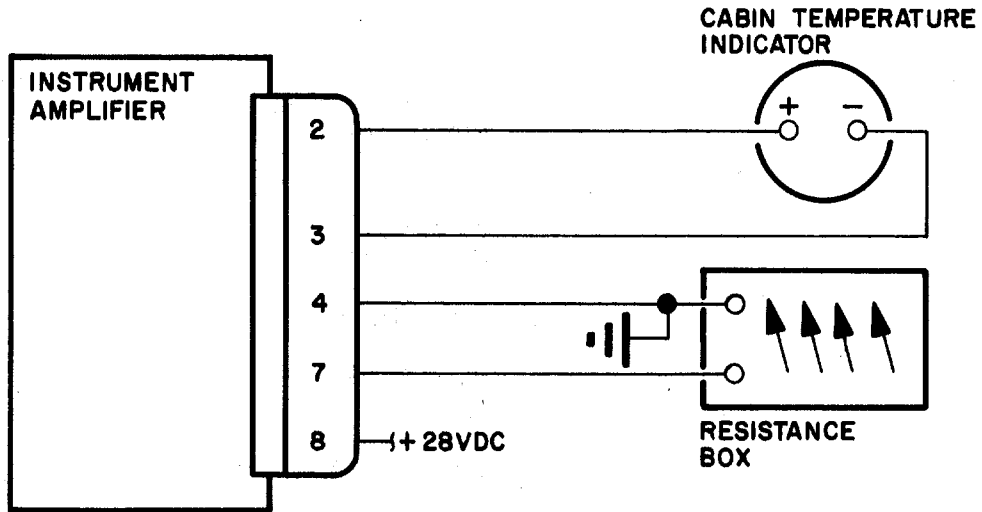 CABIN TEMPERATURE
INDICATOR
INSTRUMENT
AMPLIFIER
+ -
2
3
4
7
8
+ 28VDC
RESISTANCE
BOX